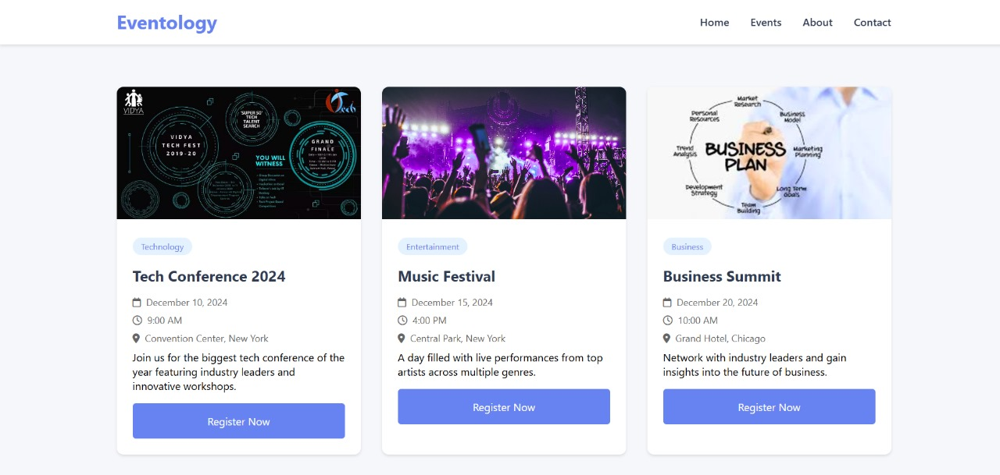 Eventology
Home Events About Contact
VIDYA
VIDYA
TECH FEST
2019-20
'SUPER 50'
TECH
TALENT
SEARCH
Tech
YOU WILL
WITNESS
GRAND
FINALE
Market
Research
Business
Model
Marketing
Planning
Long Term
Goals
Team
Building
Development
Strategy
Trend
Analysis
Personal
Resources
BUSINESS
PLAN
Technology
Tech Conference 2024
December 10, 2024
9:00 AM
Convention Center, New York
Join us for the biggest tech conference of the
year featuring industry leaders and
innovative workshops.
Register Now
Entertainment
Music Festival
December 15, 2024
4:00 PM
Central Park, New York
A day filled with live performances from top
artists across multiple genres.
Register Now
Business
Business Summit
December 20, 2024
10:00 AM
Grand Hotel, Chicago
Network with industry leaders and gain
insights into the future of business.
Register Now